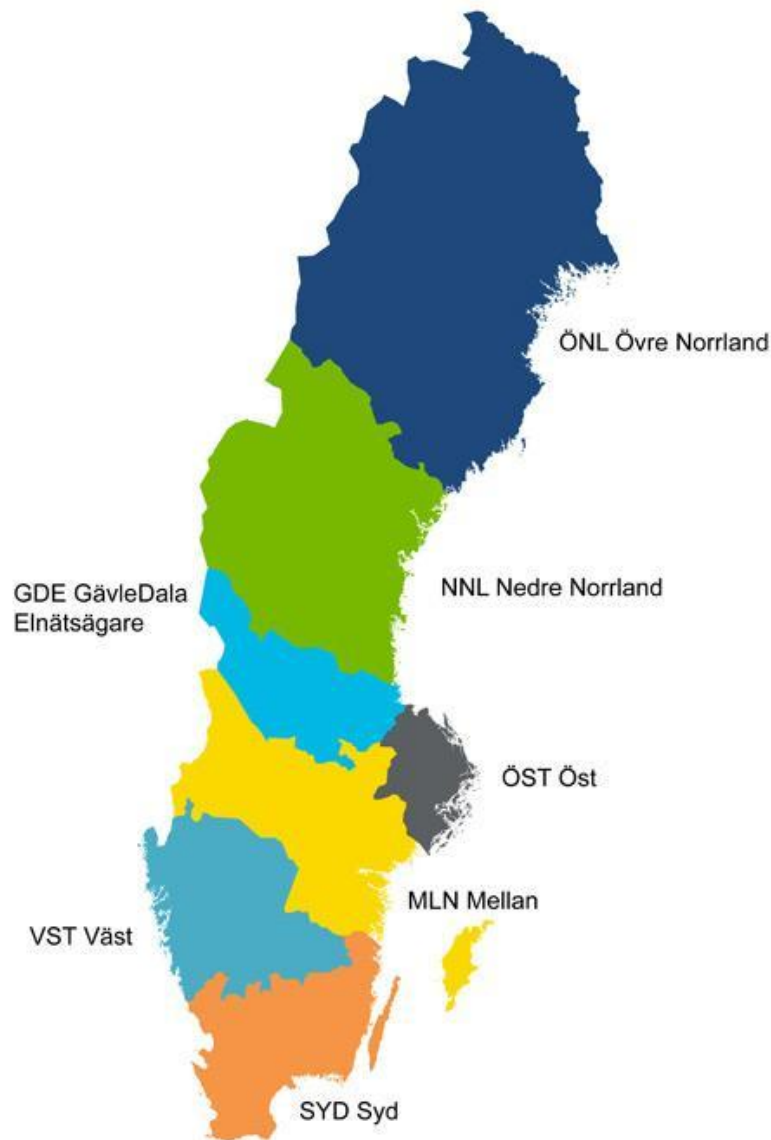 ÖNL Övre Norrland
GDE GävleDala
Elnätsägare
NNL Nedre Norrland
ÖST Öst
MLN Mellan
VST Väst
SYD Syd